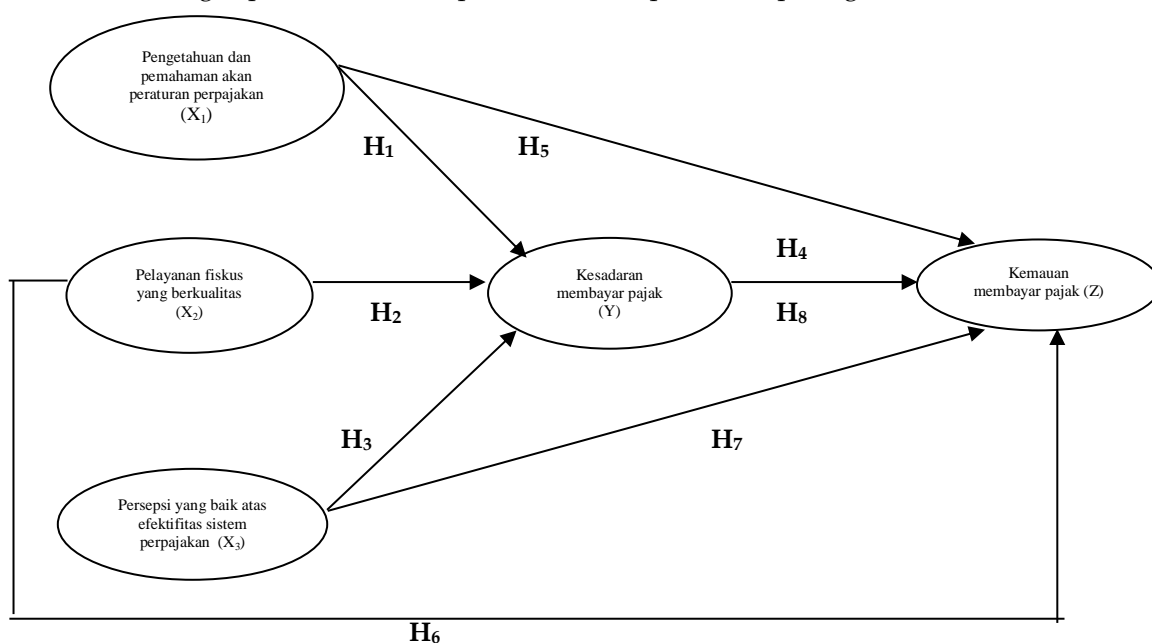 Pengetahuan dan
pemahaman akan
peraturan perpajakan
(X₁)
H₁
H₅
Pelayanan fiskus
yang berkualitas
(X₂)
H₂
Kesadaran
membayar pajak
(Y)
H₄
H₈
Kemauan
membayar pajak (Z)
H₃
H₇
Persepsi yang baik atas
efektifitas sistem
perpajakan (X₃)
H₆